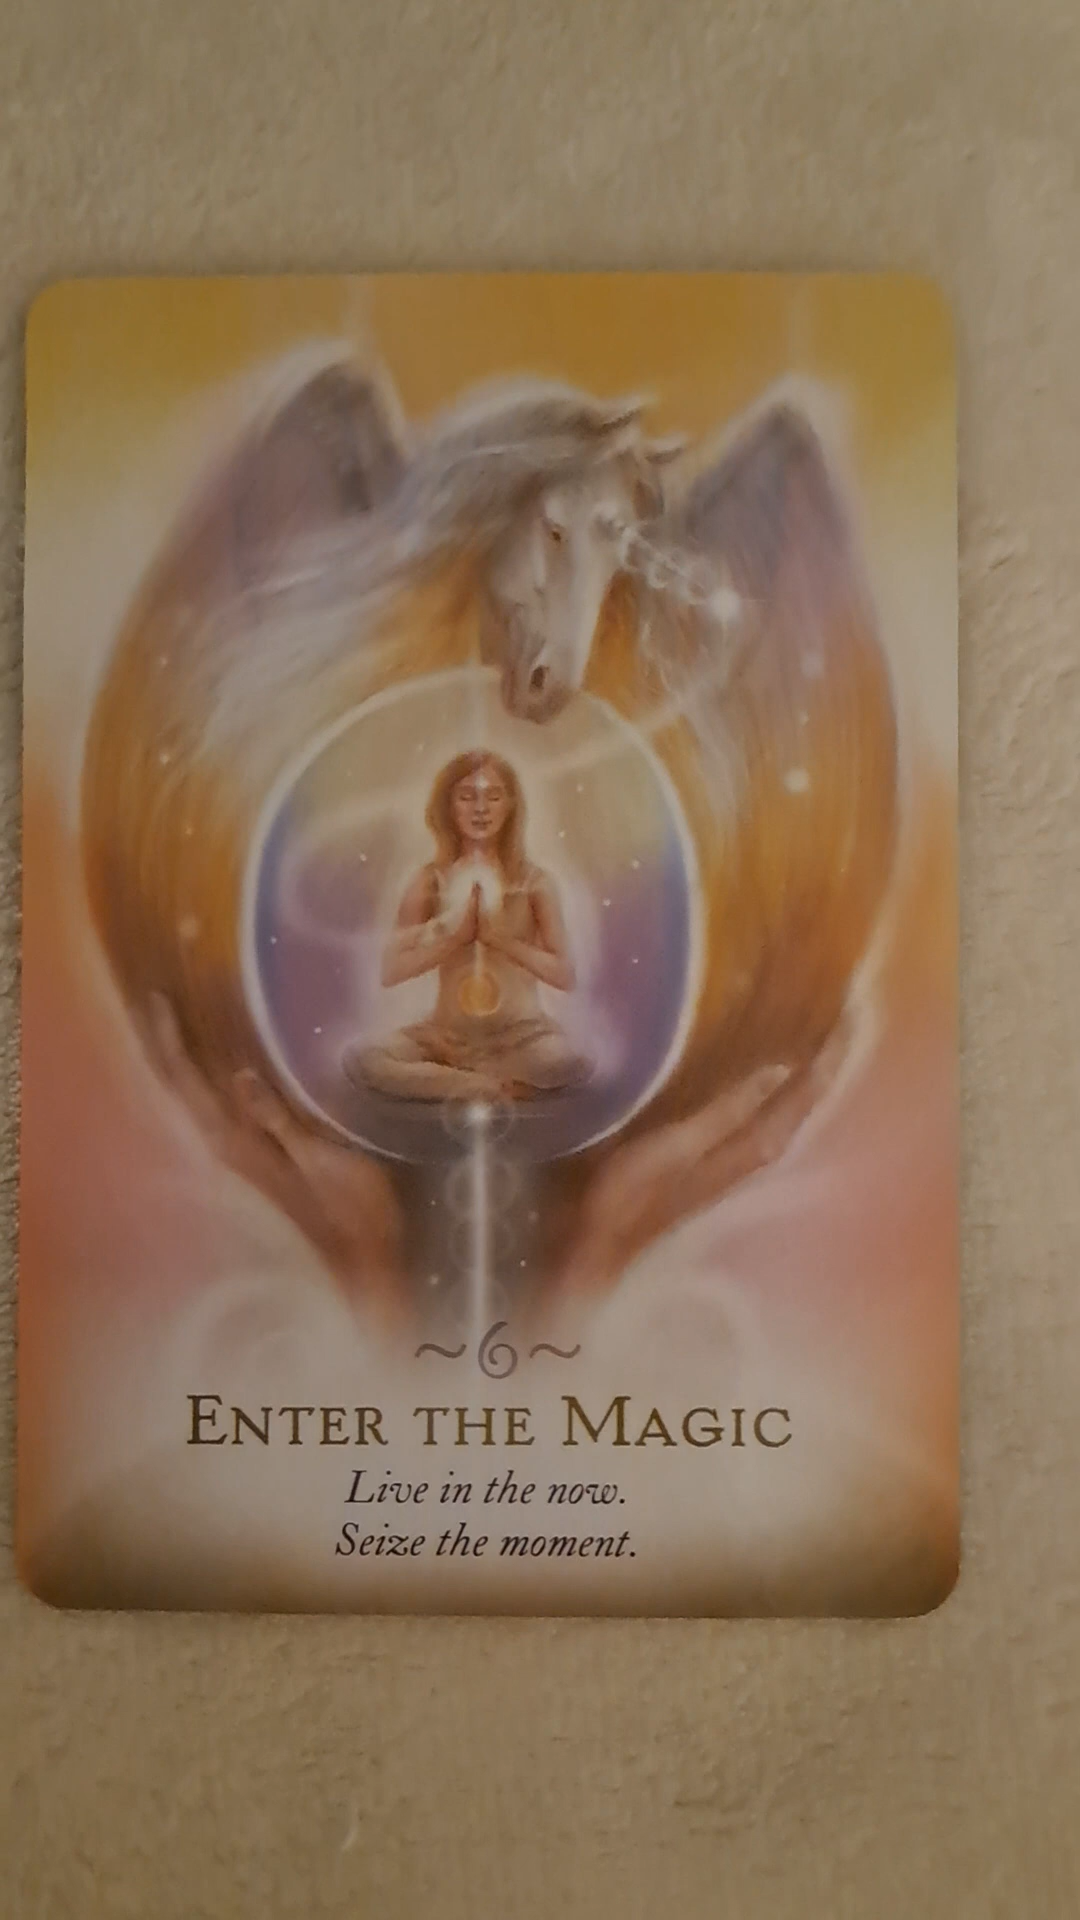 ~6~
ENTER THE MAGIC
Live in the now.
Seize the moment.